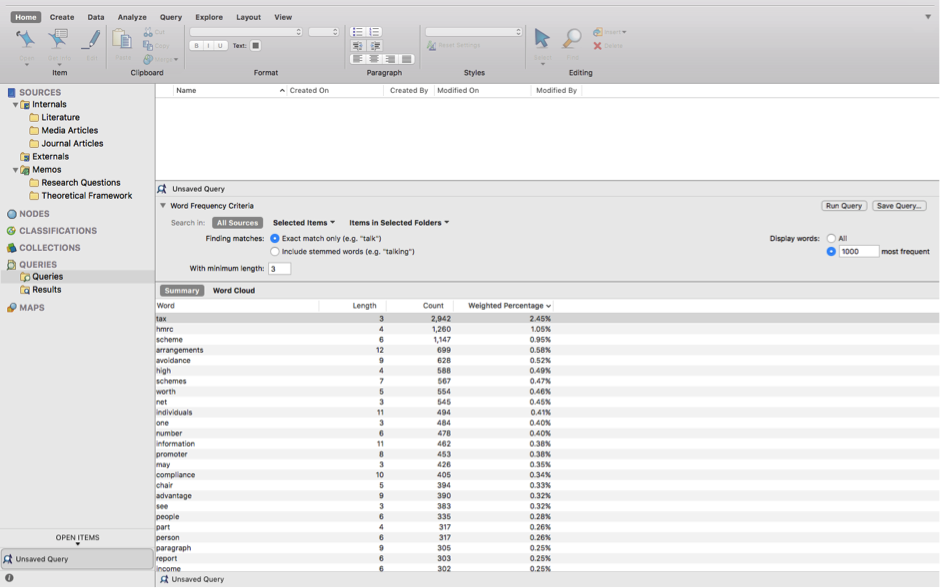 Home Create Data Analyze Query Explore Layout View
Item Clipboard Format Paragraph Styles Editing
B I U Text:
Reset Settings
Delete
SOURCES
Internals
Literature
Media Articles
Journal Articles
Externals
Memos
Research Questions
Theoretical Framework
NODES
CLASSIFICATIONS
COLLECTIONS
QUERIES
Queries
Results
MAPS
OPEN ITEMS
Unsaved Query
Name Created On Created By Modified On Modified By
Unsaved Query
Word Frequency Criteria Run Query Save Query...
Search in: All Sources Selected Items Items in Selected Folders
Finding matches: Exact match only (e.g. "talk") Display words: All
Include stemmed words (e.g. "talking") 1000 most frequent
With minimum length: 3
Summary Word Cloud
Word Length Count Weighted Percentage
tax 3 2,942 2.45%
hmrc 4 1,260 1.05%
scheme 6 1,147 0.95%
arrangements 12 699 0.58%
avoidance 9 628 0.52%
high 4 588 0.49%
schemes 7 567 0.47%
worth 5 554 0.46%
net 3 545 0.45%
individuals 11 494 0.41%
one 3 484 0.40%
number 6 478 0.40%
information 11 462 0.38%
promoter 8 453 0.38%
may 3 426 0.35%
compliance 10 405 0.34%
chair 5 394 0.33%
advantage 9 390 0.32%
see 3 383 0.32%
people 6 335 0.28%
part 4 317 0.26%
person 6 317 0.26%
paragraph 9 305 0.25%
report 6 303 0.25%
income 6 302 0.25%
Unsaved Query